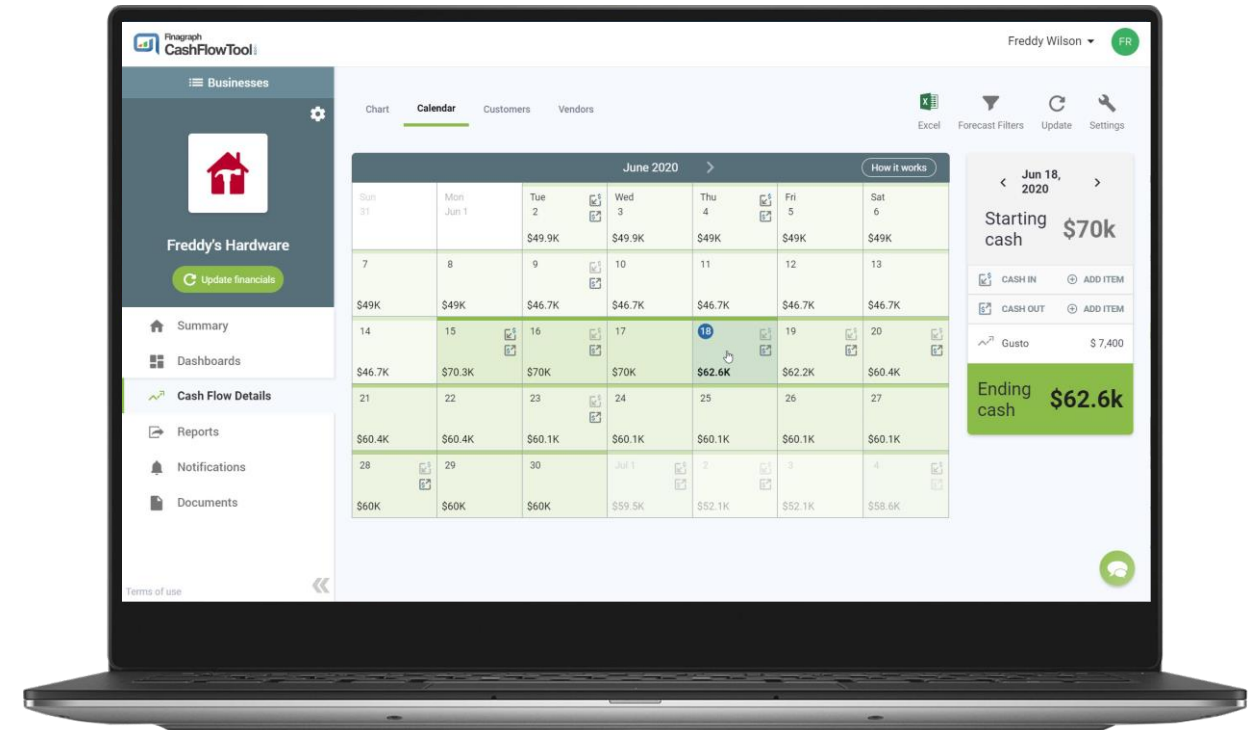 Finagraph
CashFlowTool
Freddy Wilson
FR
Businesses
Freddy's Hardware
Update financials
Summary
Dashboards
Cash Flow Details
Reports
Notifications
Documents
Terms of use
Chart Calendar Customers Vendors
Excel Forecast Filters Update Settings
June 2020 How it works
Sun Mon Tue Wed Thu Fri Sat
31 Jun 1 2 3 4 5 6
$49.9K $49.9K $49K $49K $49K
7 8 9 10 11 12 13
$49K $49K $46.7K $46.7K $46.7K $46.7K $46.7K
14 15 16 17 18 19 20
$46.7K $70.3K $70K $70K $62.6K $62.2K $60.4K
21 22 23 24 25 26 27
$60.4K $60.4K $60.1K $60.1K $60.1K $60.1K $60.1K
28 29 30 Jul 1 2 3 4
$60K $60K $60K $59.5K $52.1K $52.1K $58.6K
Jun 18,
2020
Starting
cash $70k
CASH IN ADD ITEM
CASH OUT ADD ITEM
Gusto $ 7,400
Ending
cash $62.6k